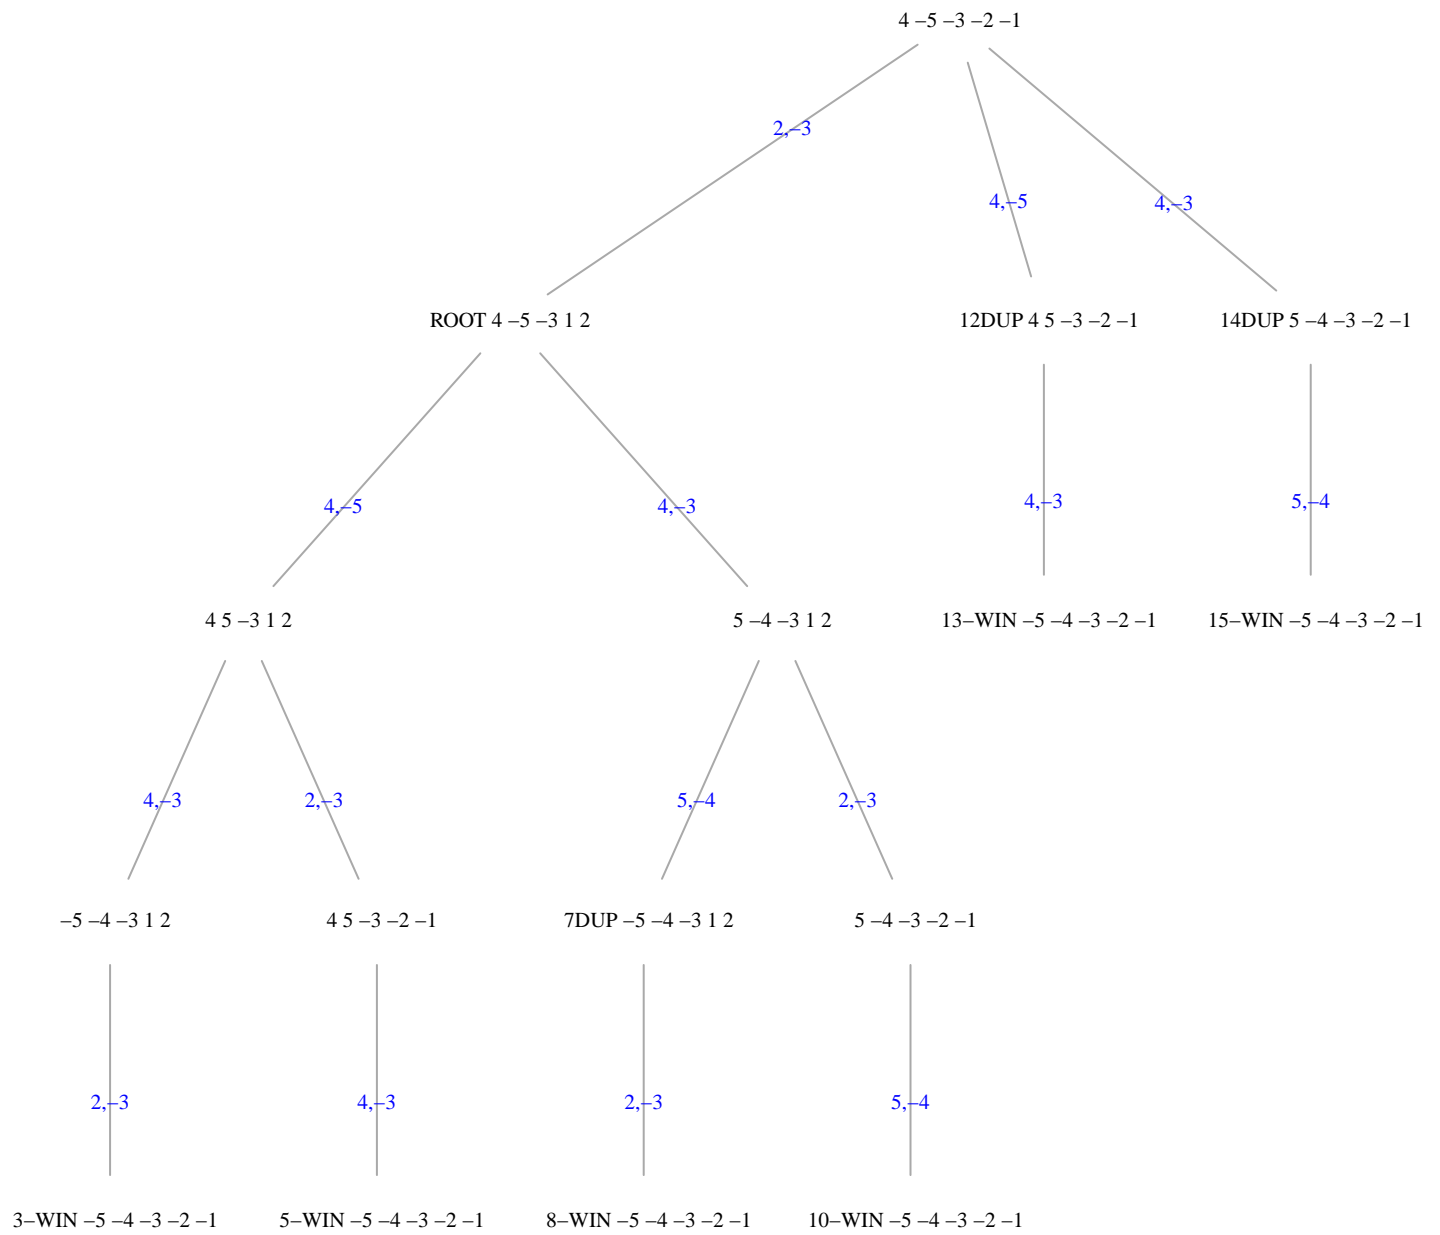 4 –5 –3 –2 –1
2,–3
4,–5
4,–3
ROOT 4 –5 –3 1 2
12DUP 4 5 –3 –2 –1
14DUP 5 –4 –3 –2 –1
4,–5
4,–3
4,–3
5,–4
4 5 –3 1 2
5 –4 –3 1 2
13–WIN –5 –4 –3 –2 –1
15–WIN –5 –4 –3 –2 –1
4,–3
2,–3
5,–4
2,–3
–5 –4 –3 1 2
4 5 –3 –2 –1
7DUP –5 –4 –3 1 2
5 –4 –3 –2 –1
2,–3
4,–3
2,–3
5,–4
3–WIN –5 –4 –3 –2 –1
5–WIN –5 –4 –3 –2 –1
8–WIN –5 –4 –3 –2 –1
10–WIN –5 –4 –3 –2 –1